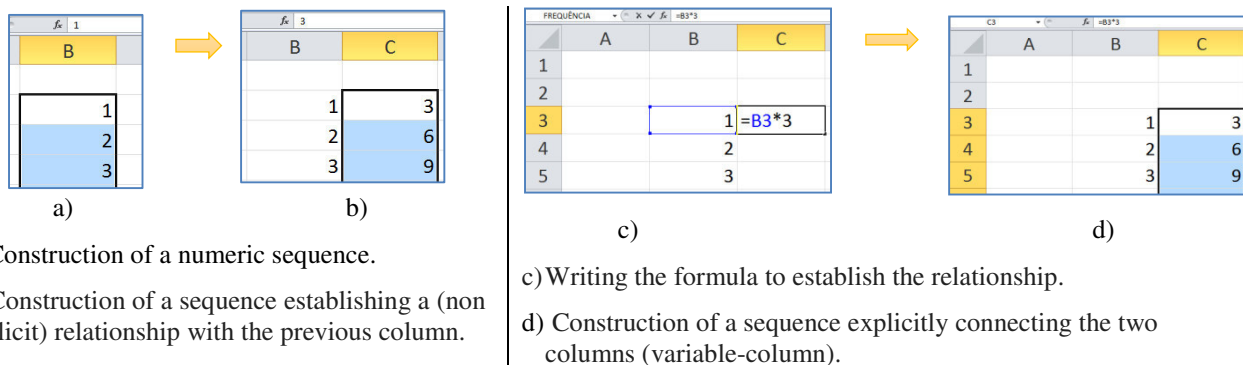 fx 1
B
1
2
3
a)
fx 3
B C
1 3
2 6
3 9
b)
Construction of a numeric sequence.
Construction of a sequence establishing a (non
licit) relationship with the previous column.
FREQUÊNCIA fx =B3*3
A B C
1
2
3 1 =B3*3
4 2
5 3
c)
C3 fx =B3*3
A B C
1
2
3 1 3
4 2 6
5 3 9
d)
c) Writing the formula to establish the relationship.
d) Construction of a sequence explicitly connecting the two
columns (variable-column).